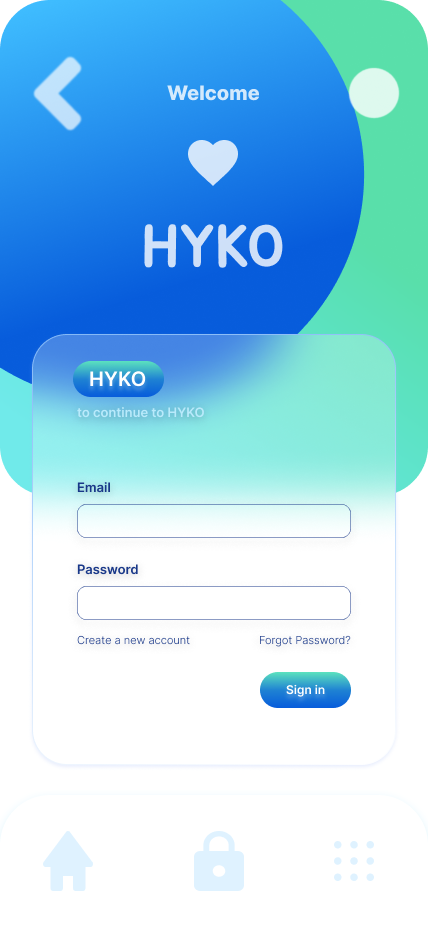 Welcome
HYKO
HYKO
to continue to HYKO
Email
Password
Create a new account
Forgot Password?
Sign in